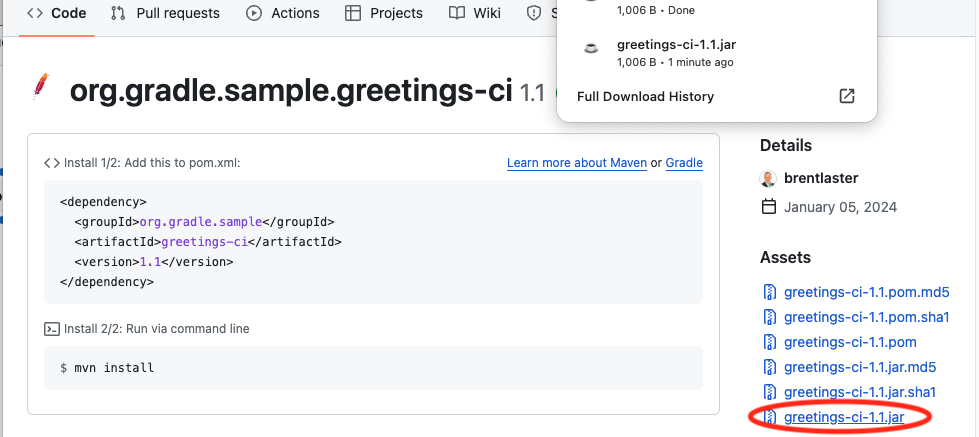 <> Code Pull requests Actions Projects Wiki S
1,006 B • Done
greetings-ci-1.1.jar
1,006 B • 1 minute ago
Full Download History
org.gradle.sample.greetings-ci 1.1
<> Install 1/2: Add this to pom.xml:
Learn more about Maven or Gradle
<dependency>
<groupId>org.gradle.sample</groupId>
<artifactId>greetings-ci</artifactId>
<version>1.1</version>
</dependency>
Install 2/2: Run via command line
$ mvn install
Details
brentlaster
January 05, 2024
Assets
greetings-ci-1.1.pom.md5
greetings-ci-1.1.pom.sha1
greetings-ci-1.1.pom
greetings-ci-1.1.jar.md5
greetings-ci-1.1.jar.sha1
greetings-ci-1.1.jar